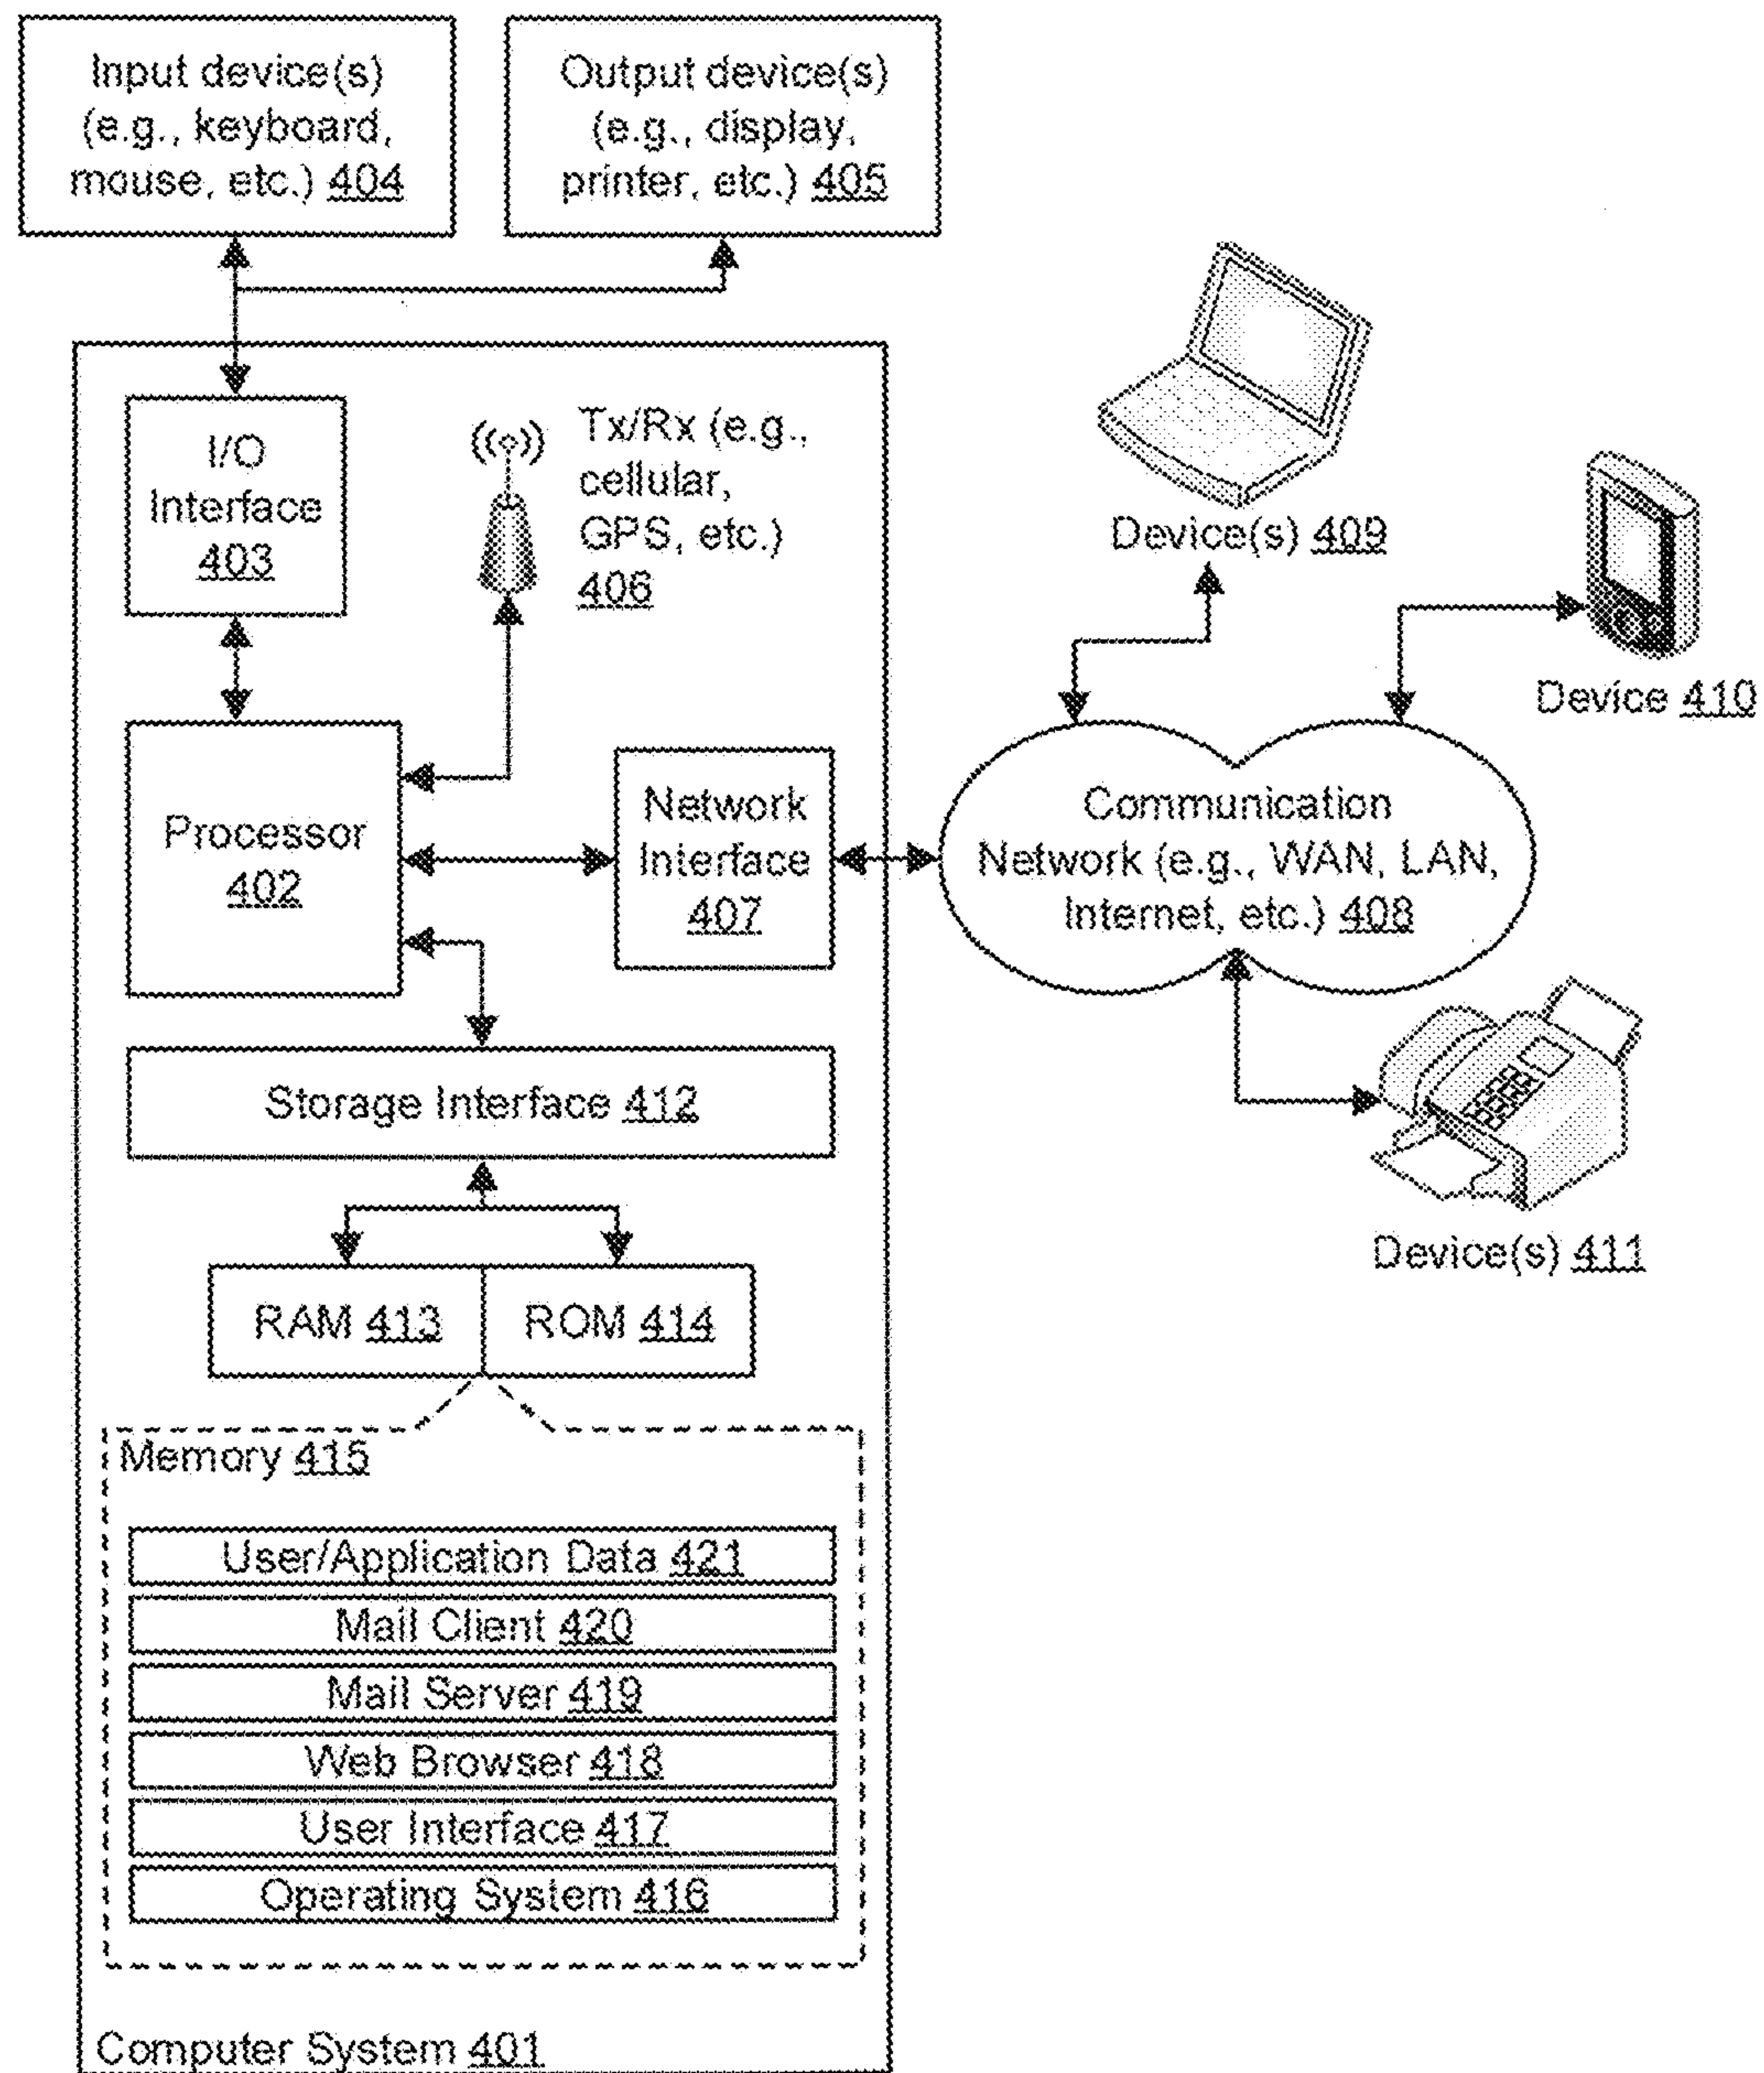 Input device(s)
(e.g., keyboard,
mouse, etc.) 404
Output device(s)
(e.g., display,
printer, etc.) 405
I/O
Interface
403
Tx/Rx (e.g.,
cellular,
GPS, etc.)
406
Device(s) 409
Device 410
Processor
402
Network
Interface
407
Communication
Network (e.g., WAN, LAN,
Internet, etc.) 408
Storage Interface 412
Device(s) 411
RAM 413
ROM 414
Memory 415
User/Application Data 421
Mail Client 420
Mail Server 419
Web Browser 418
User Interface 417
Operating System 416
Computer System 401